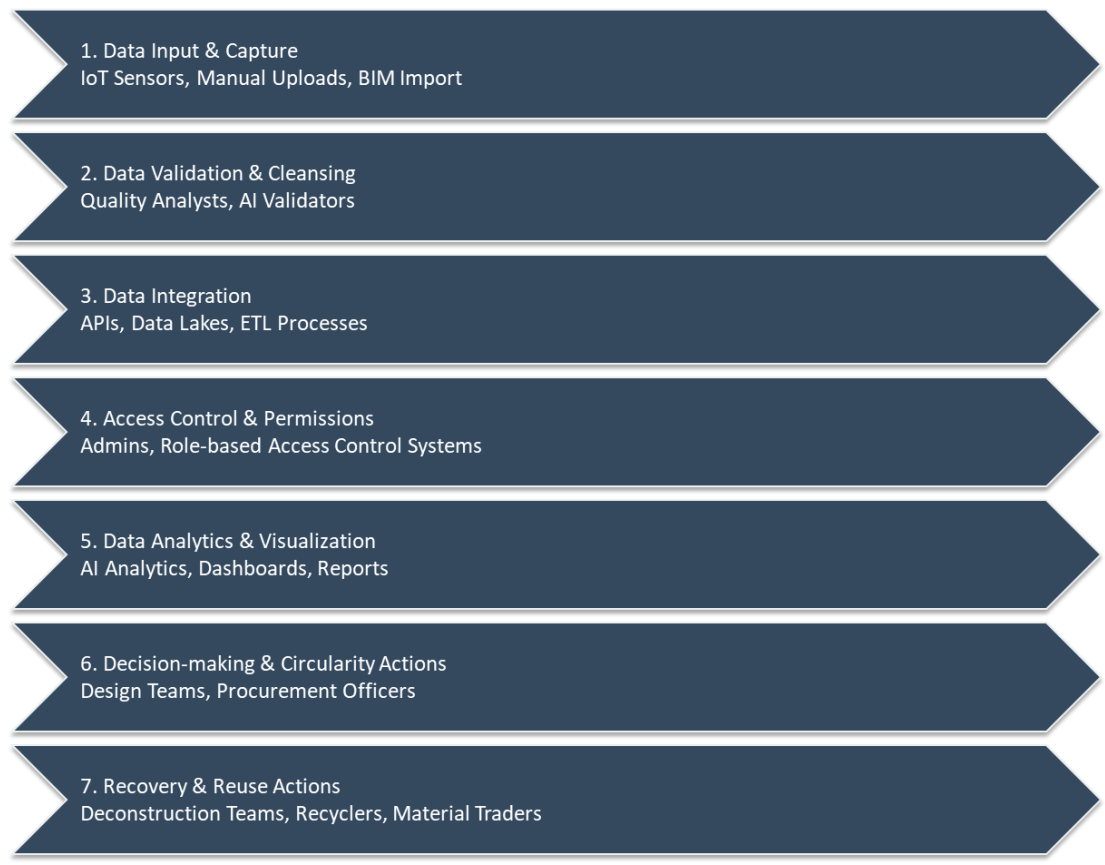 1. Data Input & Capture
IoT Sensors, Manual Uploads, BIM Import
2. Data Validation & Cleansing
Quality Analysts, AI Validators
3. Data Integration
APIs, Data Lakes, ETL Processes
4. Access Control & Permissions
Admins, Role-based Access Control Systems
5. Data Analytics & Visualization
AI Analytics, Dashboards, Reports
6. Decision-making & Circularity Actions
Design Teams, Procurement Officers
7. Recovery & Reuse Actions
Deconstruction Teams, Recyclers, Material Traders